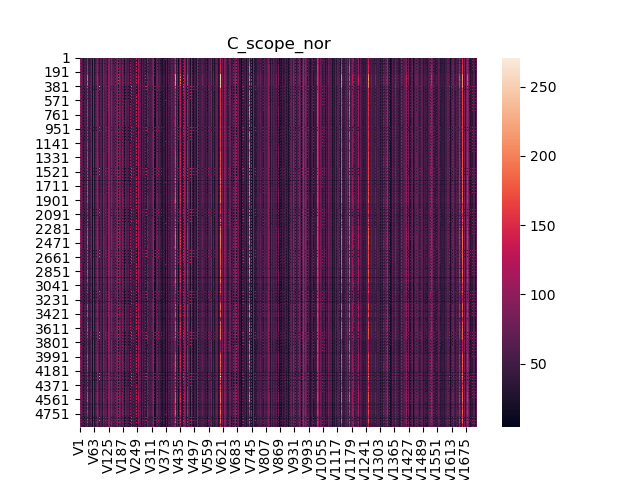 C_scope_nor
1
191
381
571
761
951
1141
1331
1521
1711
1901
2091
2281
2471
2661
2851
3041
3231
3421
3611
3801
3991
4181
4371
4561
4751
V1
V63
V125
V187
V249
V311
V373
V435
V497
V559
V621
V683
V745
V807
V869
V931
V993
V1055
V1117
V1179
V1241
V1303
V1365
V1427
V1489
V1551
V1613
V1675
250
200
150
100
50